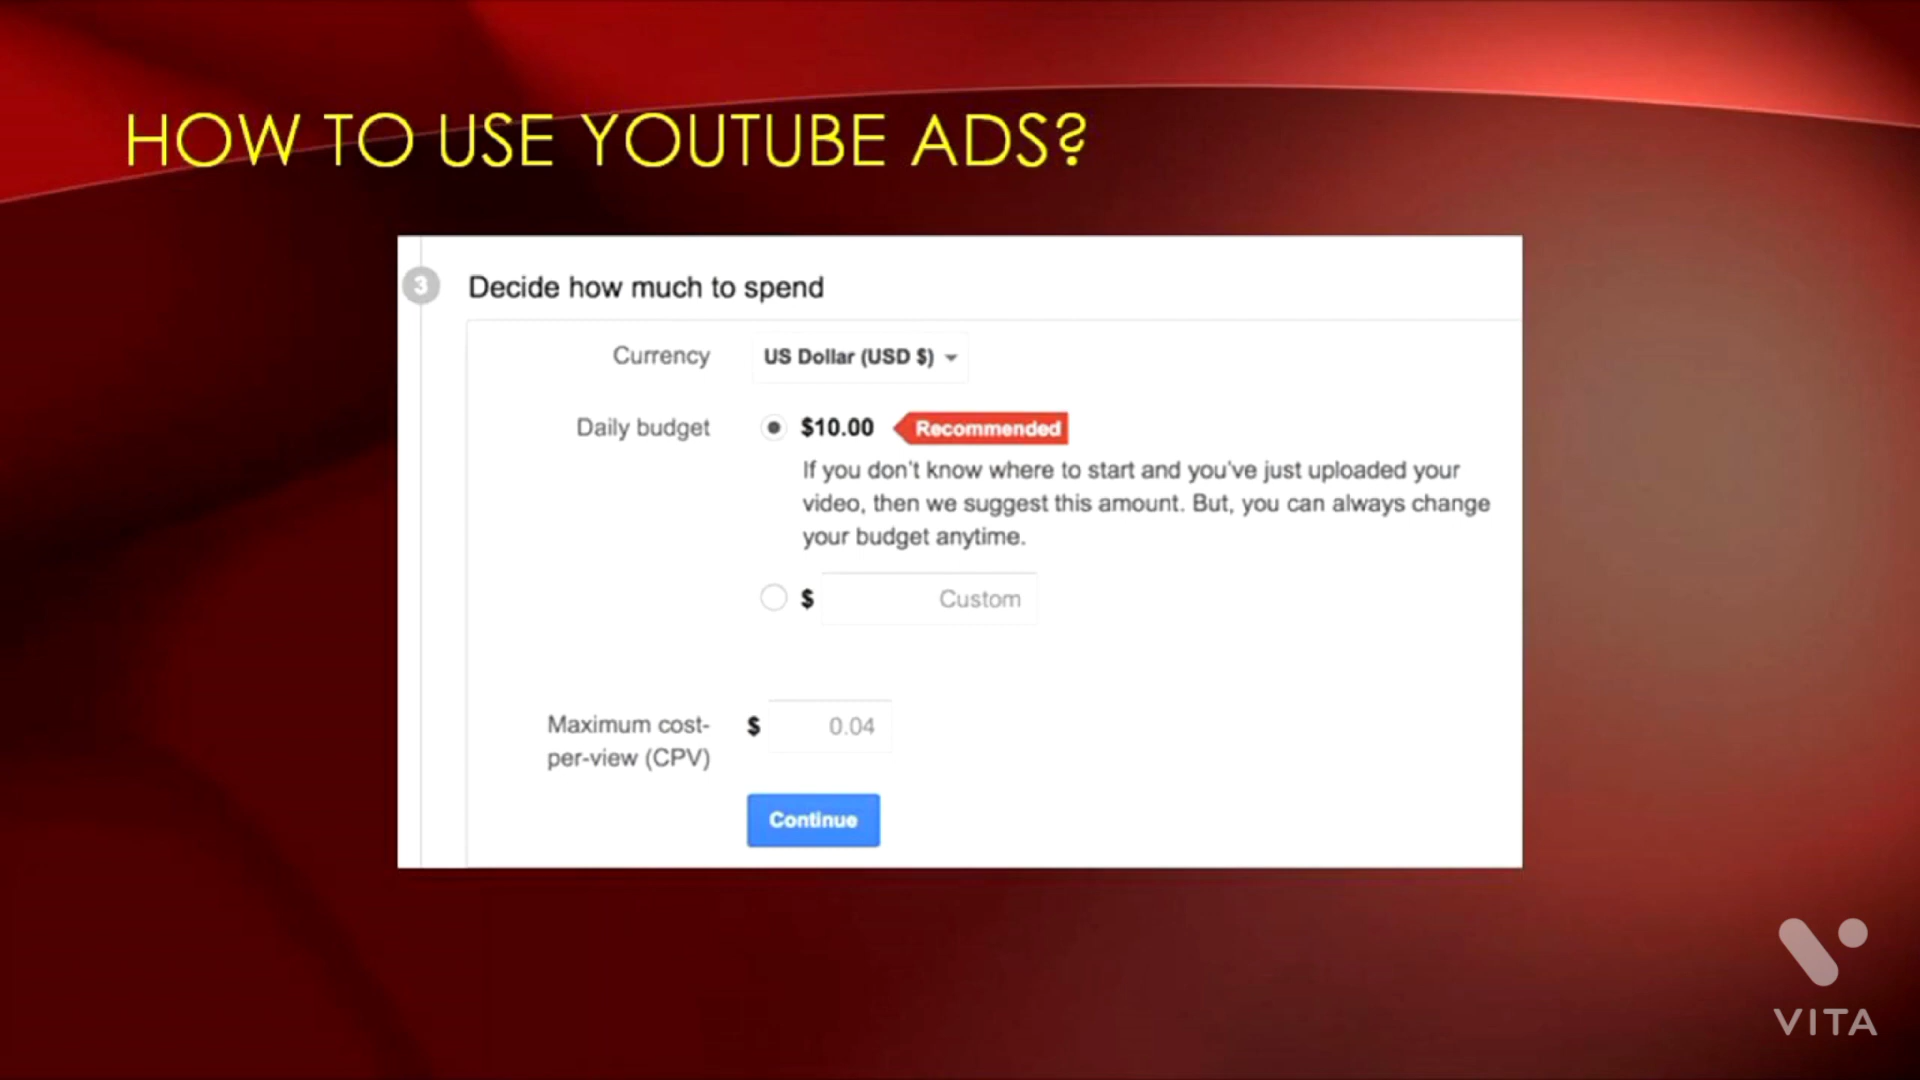 HOW TO USE YOUTUBE ADS?
3 Decide how much to spend
Currency US Dollar (USD $)
Daily budget $10.00 Recommended
If you don't know where to start and you've just uploaded your
video, then we suggest this amount. But, you can always change
your budget anytime.
$ Custom
Maximum cost- $ 0.04
per-view (CPV)
Continue
VITA